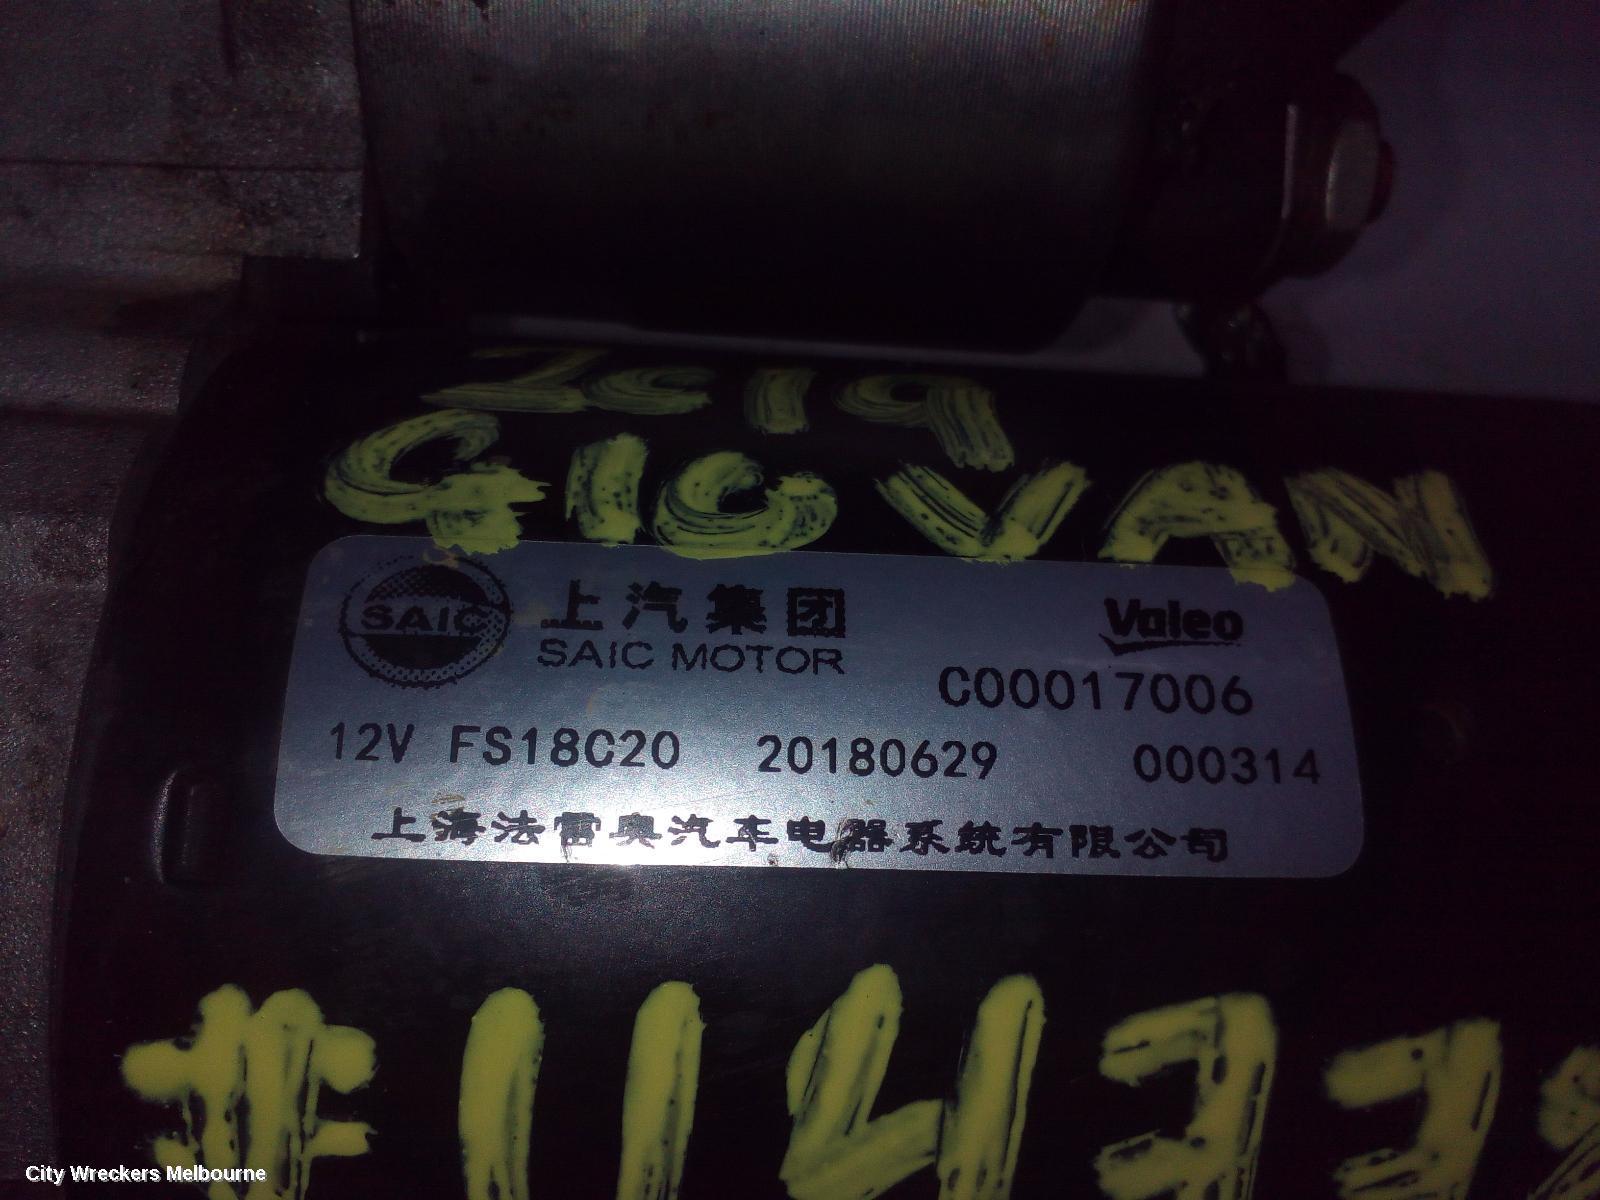 2019
G10 VAN
SAIC
上汽集团
SAIC MOTOR
Valeo
C00017006
12V FS18C20 20180629 000314
上海法雷奥汽车电器系统有限公司
City Wreckers Melbourne